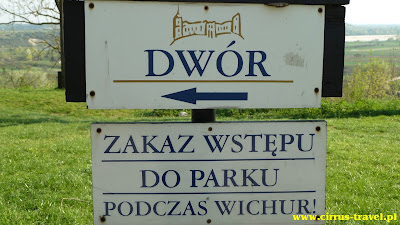 DWÓR
ZAKAZ WSTĘPU
DO PARKU
PODCZAS WICHUR!
www.cirrus-travel.pl